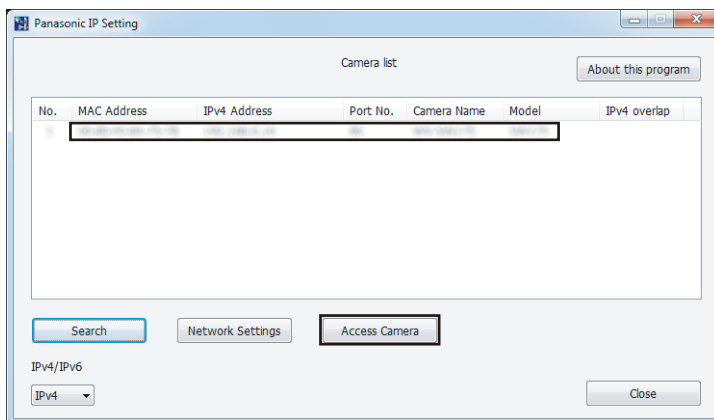 Panasonic IP Setting
Camera list
About this program
No. MAC Address IPv4 Address Port No. Camera Name Model IPv4 overlap
Search Network Settings Access Camera
IPv4/IPv6
IPv4
Close